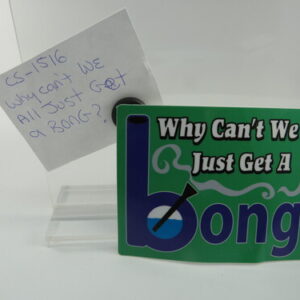 CS-1516
Why can't WE
All Just Get
a BONG?
Why Can't We
Just Get A
bong